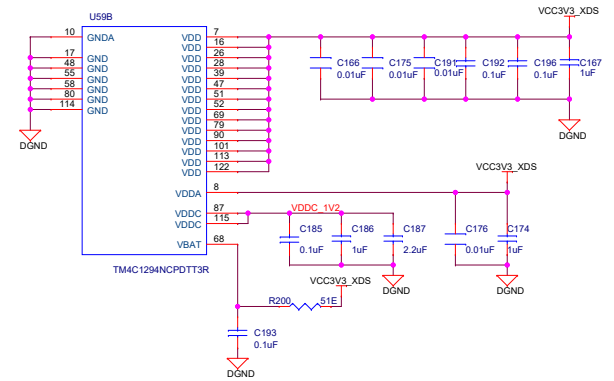 VCC3V3_XDS
U59B
10 GNDA VDD 7
VDD 16
17 GND VDD 26
48 GND VDD 28
55 GND VDD 39
58 GND VDD 47
80 GND VDD 51
114 GND VDD 52
VDD 69
VDD 79
VDD 90
VDD 101
VDD 113
VDD 122
C166 0.01uF
C175 0.01uF
C191 0.01uF
C192 0.1uF
C196 0.1uF
C167 1uF
DGND
DGND
VCC3V3_XDS
VDDA 8
VDDC 87
VDDC 115
VDDC_1V2
VBAT 68
C185 0.1uF
C186 1uF
C187 2.2uF
C176 0.01uF
C174 1uF
TM4C1294NCPDTT3R
VCC3V3_XDS
DGND
DGND
R200 51E
C193 0.1uF
DGND